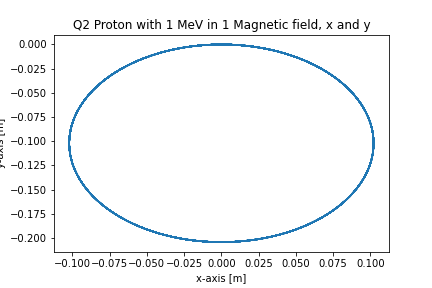 Q2 Proton with 1 MeV in 1 Magnetic field, x and y
0.000
−0.025
−0.050
−0.075
−0.100
−0.125
−0.150
−0.175
−0.200
y-axis [m]
−0.100 −0.075 −0.050 −0.025 0.000 0.025 0.050 0.075 0.100
x-axis [m]